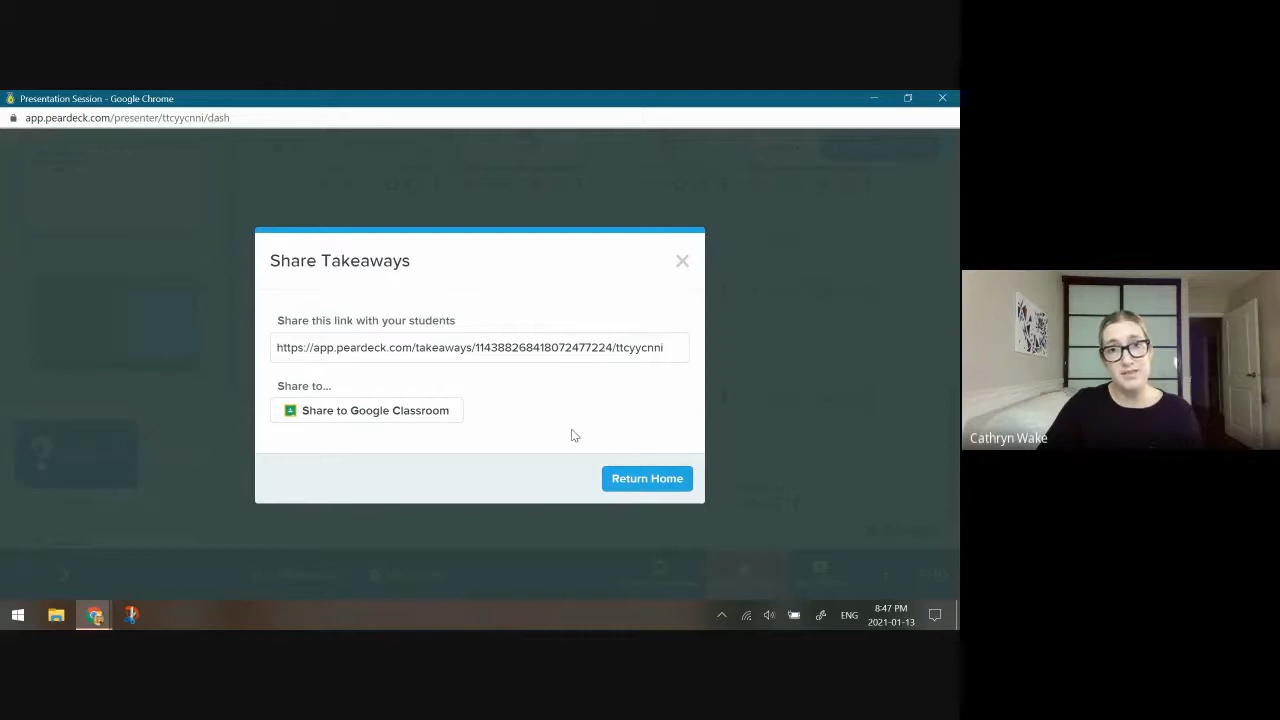 Presentation Session - Google Chrome
app.peardeck.com/presenter/ttcyycnni/dash
Share Takeaways
Share this link with your students
https://app.peardeck.com/takeaways/114388268418072477224/ttcyycnni
Share to...
Share to Google Classroom
Return Home
?
Cathryn Wake
ENG
8:47 PM
2021-01-13